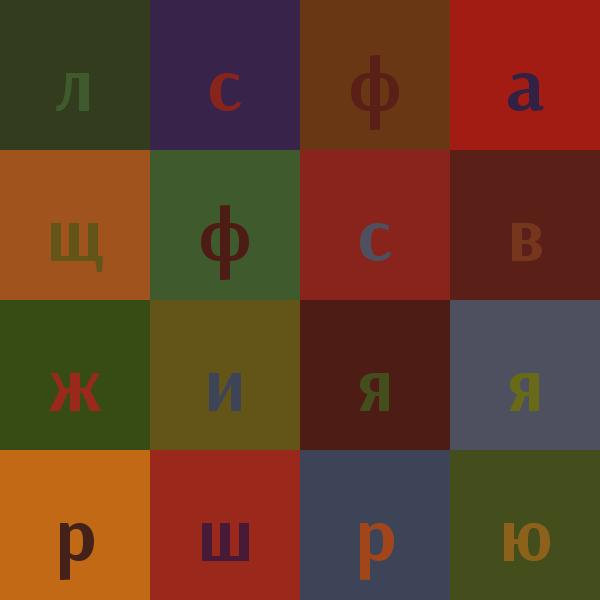 л с ф а
щ ф с в
ж и я я
р ш р ю